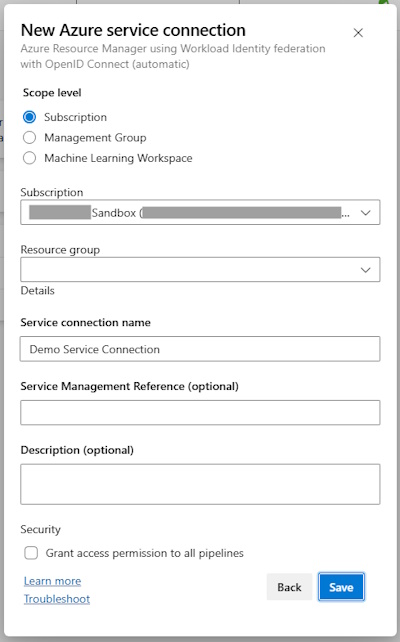 New Azure service connection
Azure Resource Manager using Workload Identity federation
with OpenID Connect (automatic)
Scope level
Subscription
Management Group
Machine Learning Workspace
Subscription
Sandbox ( ...
Resource group
Details
Service connection name
Demo Service Connection
Service Management Reference (optional)
Description (optional)
Security
Grant access permission to all pipelines
Learn more
Troubleshoot
Back
Save